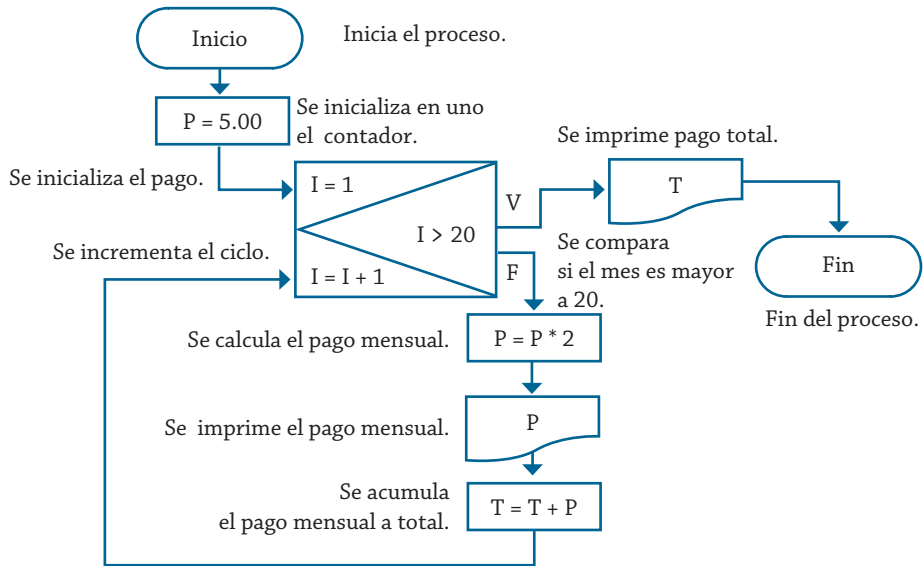 Inicio
Inicia el proceso.
P = 5.00
Se inicializa en uno
el contador.
Se inicializa el pago.
I = 1
I > 20
I = I + 1
Se incrementa el ciclo.
V
F
Se imprime pago total.
T
Se compara
si el mes es mayor
a 20.
Fin
Fin del proceso.
Se calcula el pago mensual.
P = P * 2
Se imprime el pago mensual.
P
Se acumula
el pago mensual a total.
T = T + P